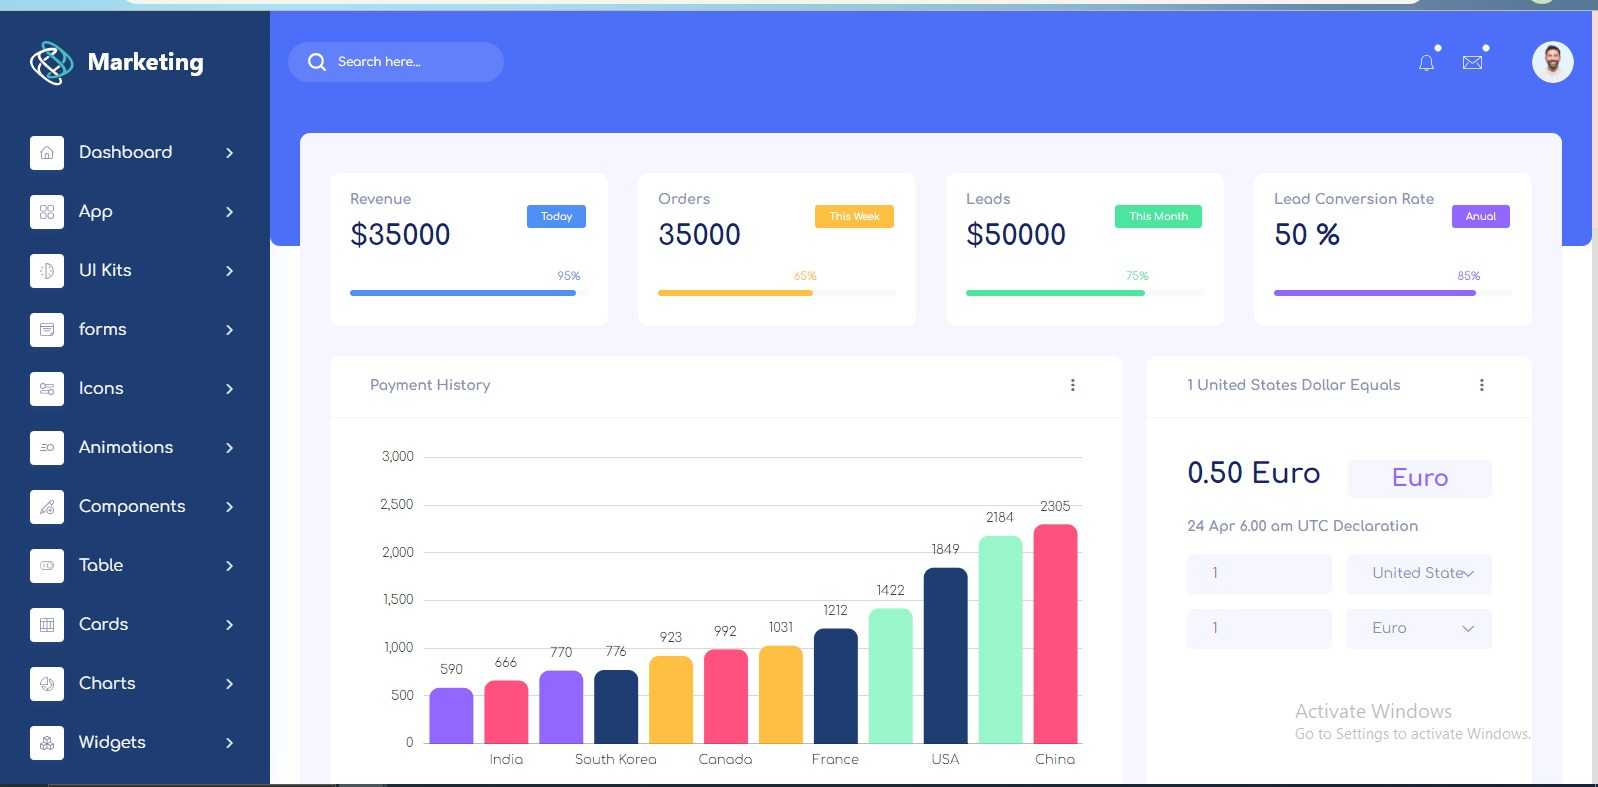 Marketing
Search here...
Dashboard
App
UI Kits
forms
Icons
Animations
Components
Table
Cards
Charts
Widgets
Revenue
$35000
Today
95%
Orders
35000
This Week
65%
Leads
$50000
This Month
75%
Lead Conversion Rate
50 %
Anual
85%
Payment History
3,000
2,500
2,000
1,500
1,000
500
0
590
666
770
776
923
992
1031
1212
1422
1849
2184
2305
India
South Korea
Canada
France
USA
China
1 United States Dollar Equals
0.50 Euro
Euro
24 Apr 6.00 am UTC Declaration
1
United State
1
Euro
Activate Windows
Go to Settings to activate Windows.